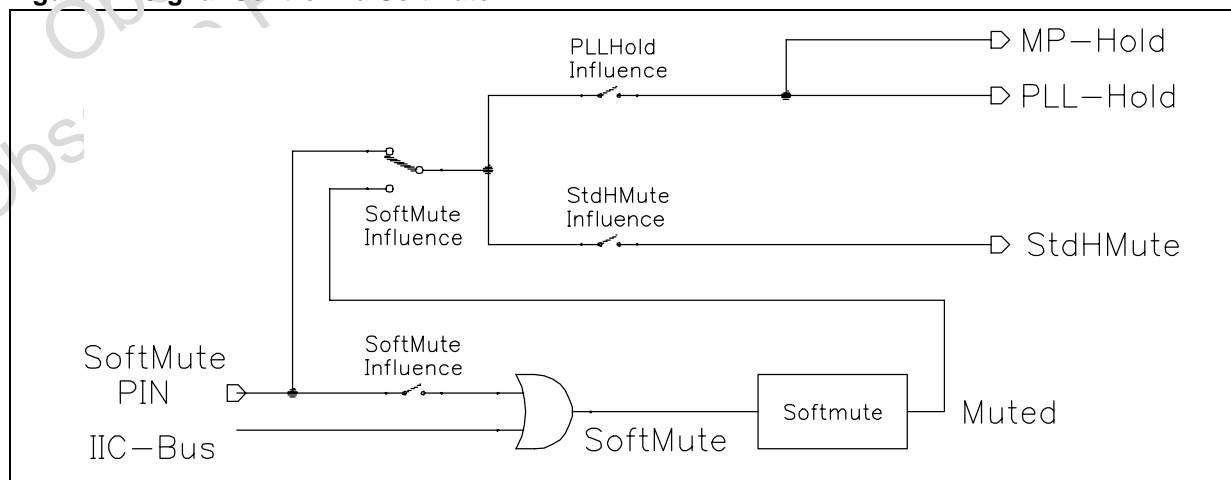 PLLHold
Influence
MP-Hold
PLL-Hold
SoftMute
Influence
StdHMute
Influence
StdHMute
SoftMute
PIN
SoftMute
Influence
IIC-Bus
SoftMute
Softmute
Muted